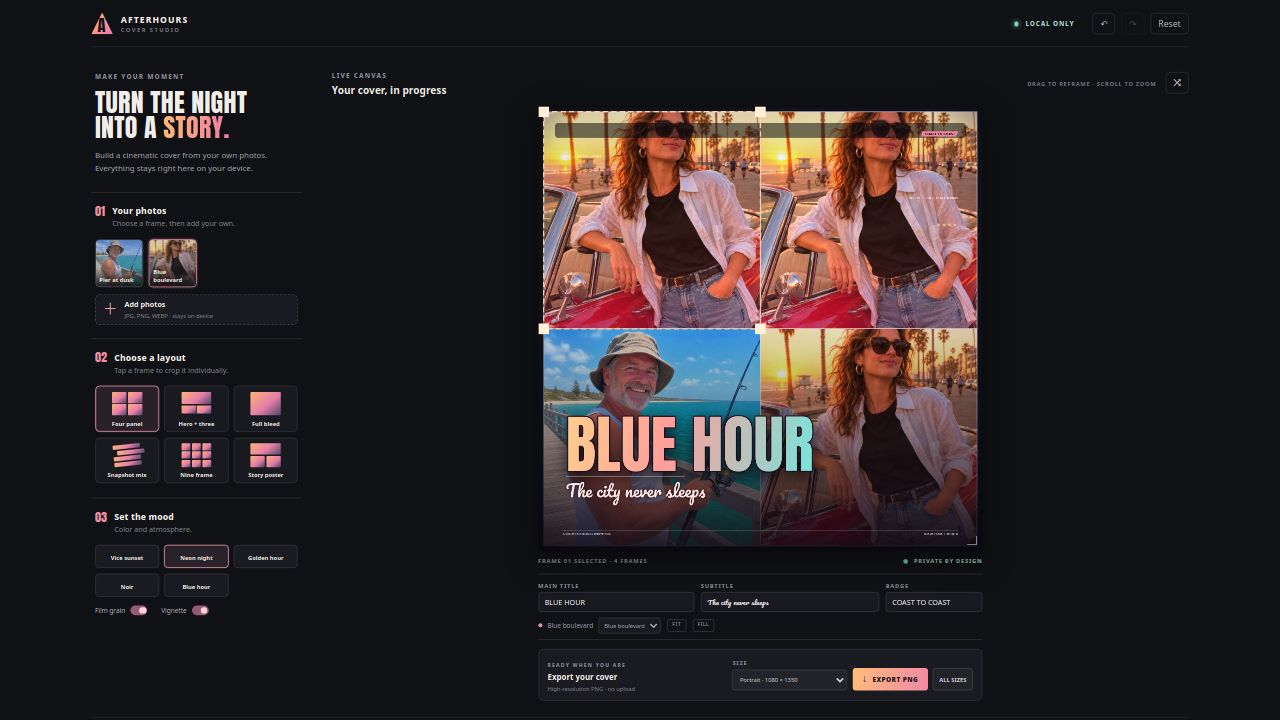 AFTERHOURS
COVER STUDIO
LOCAL ONLY
Reset
MAKE YOUR MOMENT
TURN THE NIGHT
INTO A STORY.
Build a cinematic cover from your own photos.
Everything stays right here on your device.
01 Your photos
Choose a frame, then add your own.
Pier at dusk
Blue
boulevard
Add photos
JPG, PNG, WEBP · stays on device
02 Choose a layout
Tap a frame to crop it individually.
Four panel
Hero + three
Full bleed
Snapshot mix
Nine frame
Story poster
03 Set the mood
Color and atmosphere.
Vice sunset
Neon night
Golden hour
Noir
Blue hour
Film grain
Vignette
LIVE CANVAS
Your cover, in progress
DRAG TO REFRAME · SCROLL TO ZOOM
COAST TO COAST
BLUE HOUR
The city never sleeps
FRAME 01 SELECTED · 4 FRAMES
PRIVATE BY DESIGN
MAIN TITLE
SUBTITLE
BADGE
BLUE HOUR
The city never sleeps
COAST TO COAST
Blue boulevard
Blue boulevard
FIT
FILL
READY WHEN YOU ARE
Export your cover
High-resolution PNG · no upload
SIZE
Portrait · 1080 × 1350
↓ EXPORT PNG
ALL SIZES